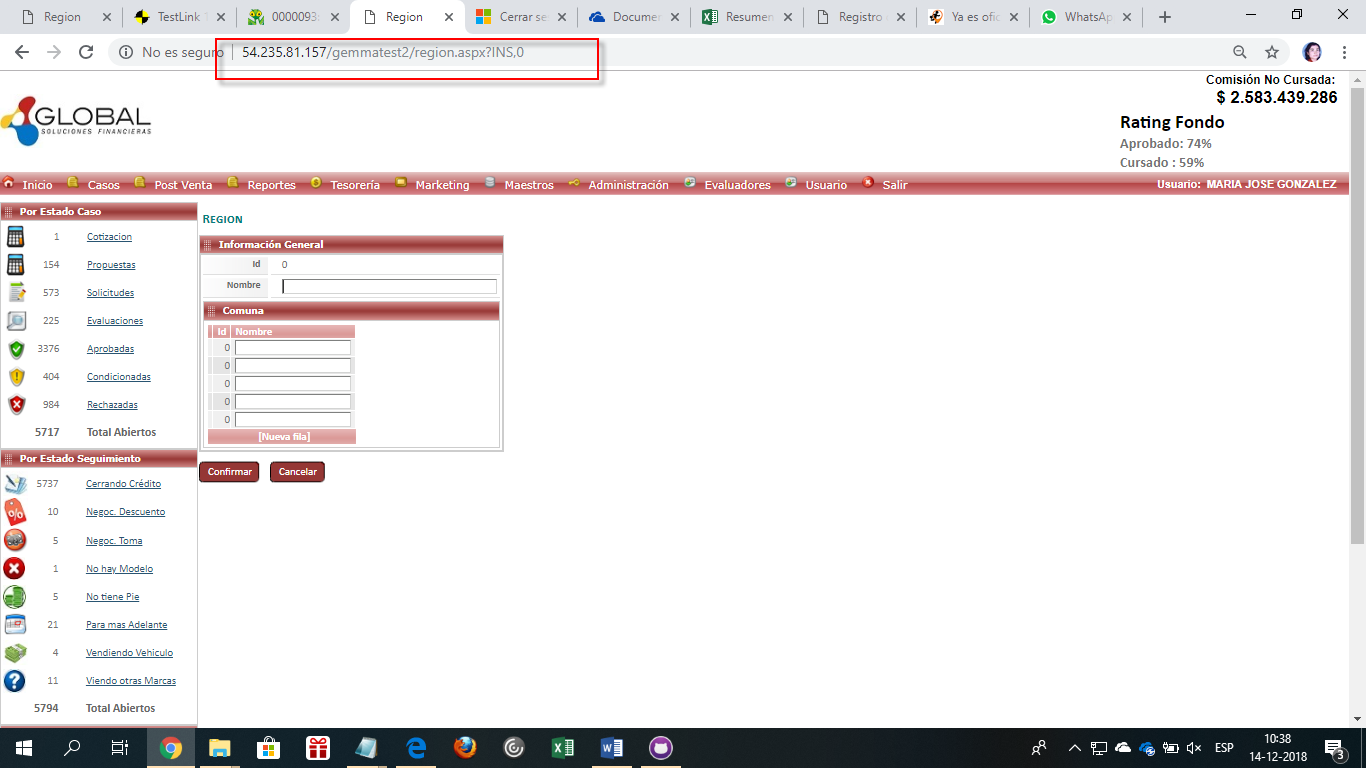 Region
TestLink 1
0000093:
Region
Cerrar se
Documen
Resumen
Registro
Ya es ofic
WhatsAp
No es seguro
54.235.81.157/gemmatest2/region.aspx?INS,0
Comisión No Cursada:
$ 2.583.439.286
GLOBAL
SOLUCIONES FINANCIERAS
Rating Fondo
Aprobado: 74%
Cursado : 59%
Inicio Casos Post Venta Reportes Tesorería Marketing Maestros Administración Evaluadores Usuario Salir Usuario: MARIA JOSE GONZALEZ
Por Estado Caso
1 Cotizacion
154 Propuestas
573 Solicitudes
225 Evaluaciones
3376 Aprobadas
404 Condicionadas
984 Rechazadas
5717 Total Abiertos
Por Estado Seguimiento
5737 Cerrando Crédito
10 Negoc. Descuento
5 Negoc. Toma
1 No hay Modelo
5 No tiene Pie
21 Para mas Adelante
4 Vendiendo Vehiculo
11 Viendo otras Marcas
5794 Total Abiertos
REGION
Información General
Id 0
Nombre
Comuna
Id Nombre
0
0
0
0
0
[Nueva fila]
Confirmar Cancelar
ESP
10:38
14-12-2018
3